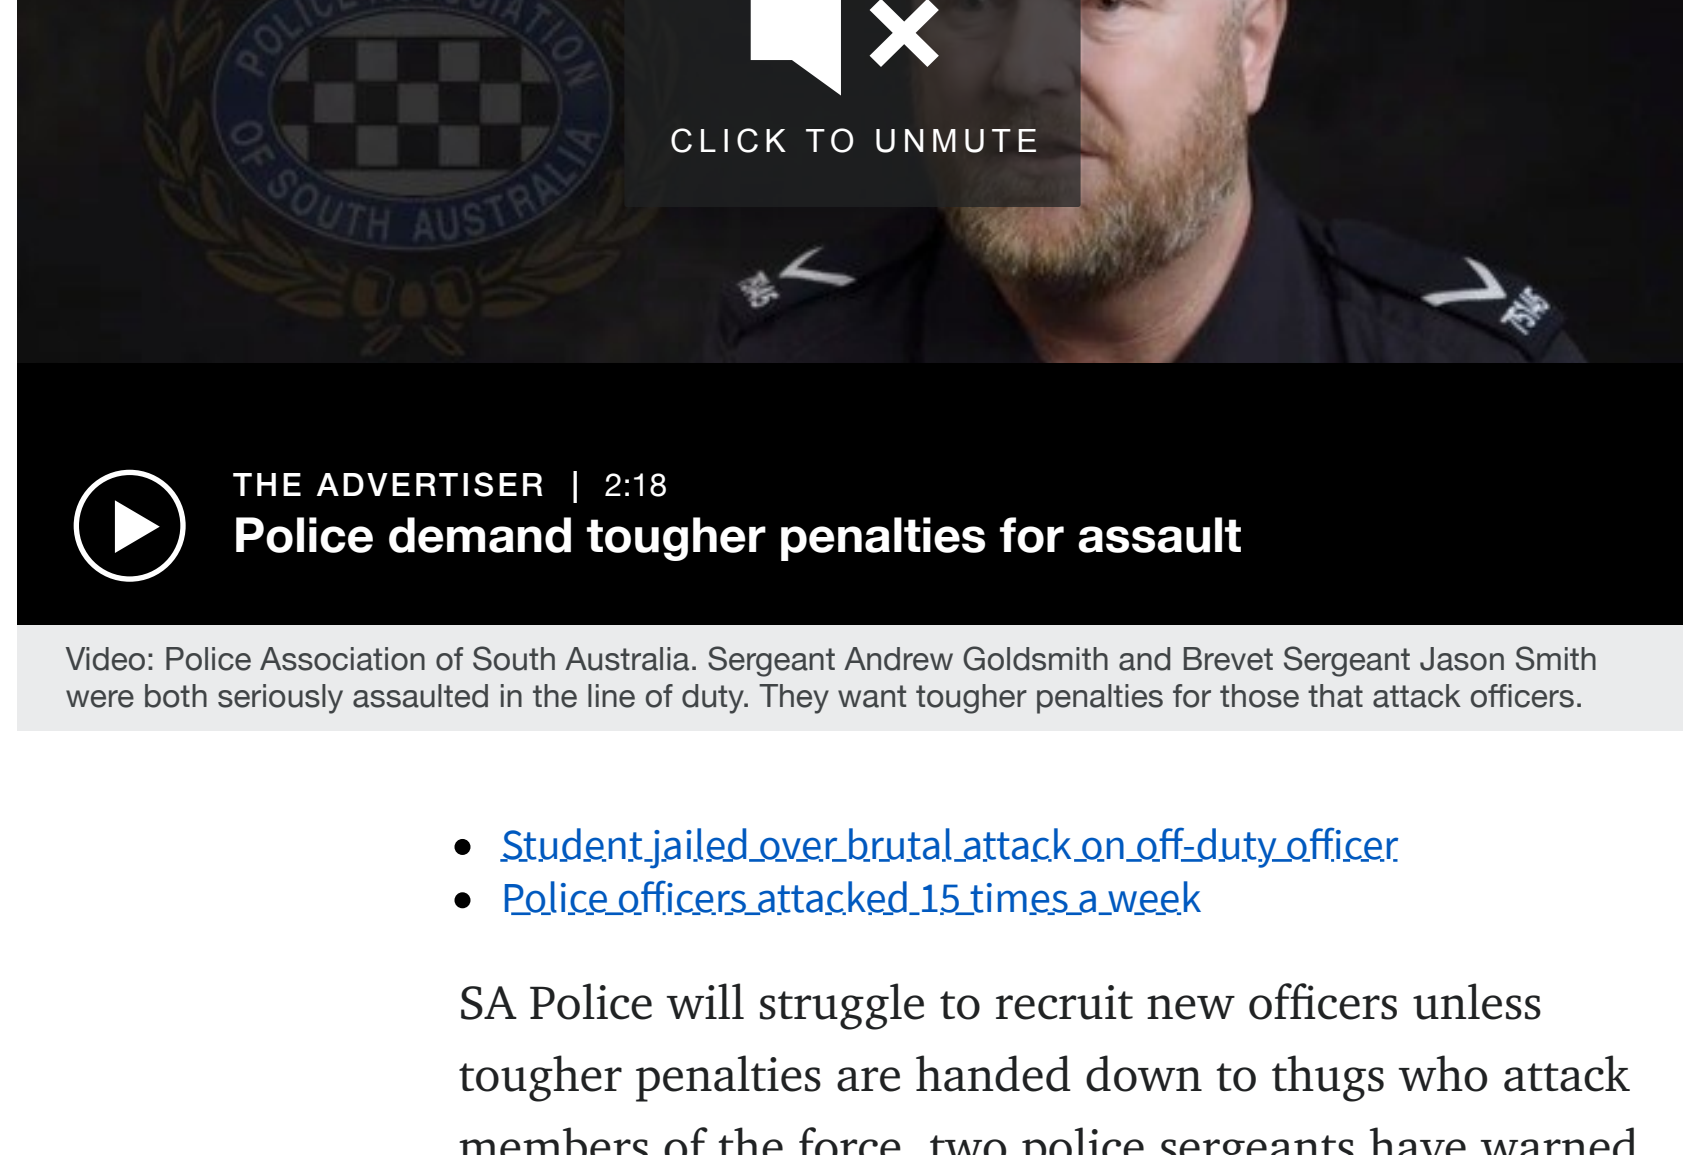 POLICE ASSOCIATION
OF SOUTH AUSTRALIA
CLICK TO UNMUTE
75145
THE ADVERTISER | 2:18
Police demand tougher penalties for assault
Video: Police Association of South Australia. Sergeant Andrew Goldsmith and Brevet Sergeant Jason Smith
were both seriously assaulted in the line of duty. They want tougher penalties for those that attack officers.
Student jailed over brutal attack on off-duty officer
Police officers attacked 15 times a week
SA Police will struggle to recruit new officers unless
tougher penalties are handed down to thugs who attack
members of the force, two police sergeants have warned